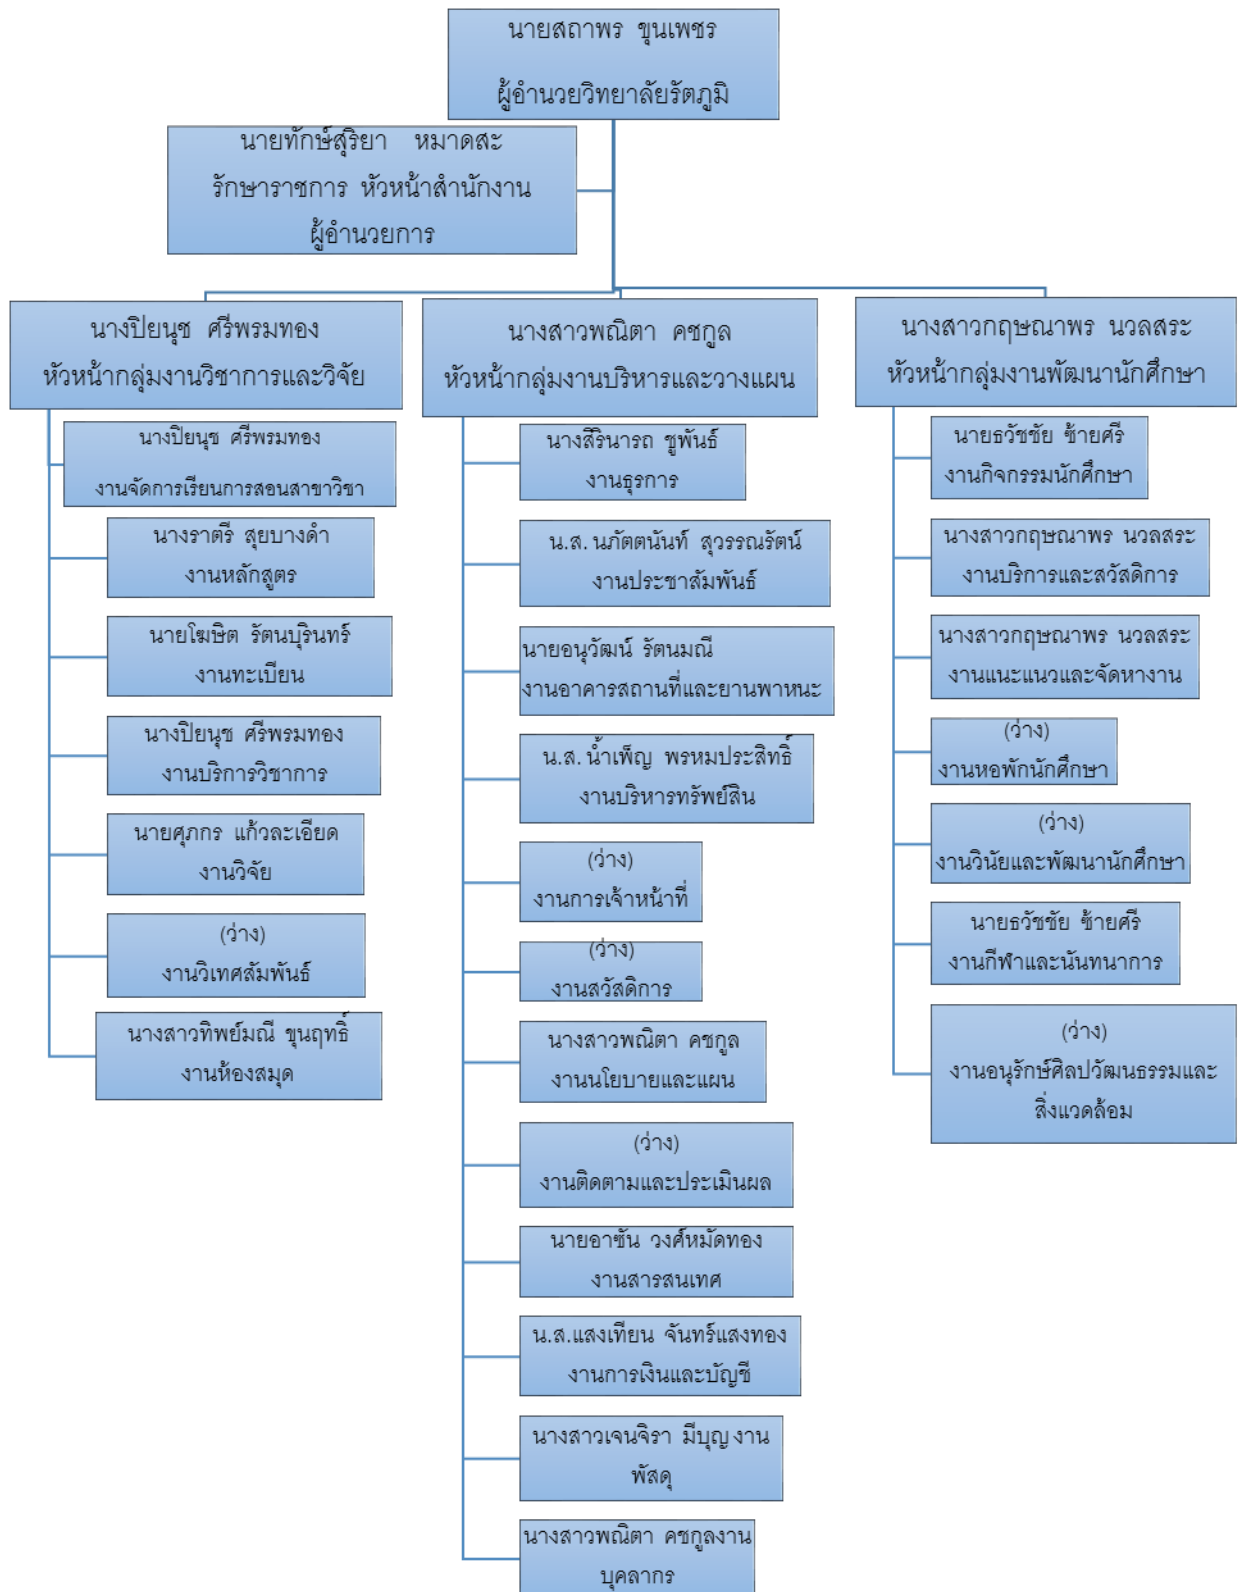 นายสถาพร ขุนเพชร
ผู้อำนวยวิทยาลัยรัตภูมิ
นายทักษ์สุริยา หมาดสะ
รักษาราชการ หัวหน้าสำนักงาน
ผู้อำนวยการ
นางปิยนุช ศรีพรมทอง
หัวหน้ากลุ่มงานวิชาการและวิจัย
นางปิยนุช ศรีพรมทอง
งานจัดการเรียนการสอนสาขาวิชา
นางราตรี สุยบางดำ
งานหลักสูตร
นายโฆษิต รัตนบุรินทร์
งานทะเบียน
นางปิยนุช ศรีพรมทอง
งานบริการวิชาการ
นายศุภกร แก้วละเอียด
งานวิจัย
(ว่าง)
งานวิเทศสัมพันธ์
นางสาวทิพย์มณี ขุนฤทธิ์
งานห้องสมุด
นางสาวพณิตา คชกูล
หัวหน้ากลุ่มงานบริหารและวางแผน
นางสิรินารถ ชูพันธ์
งานธุรการ
น.ส. นภัตตนันท์ สุวรรณรัตน์
งานประชาสัมพันธ์
นายอนุวัฒน์ รัตนมณี
งานอาคารสถานที่และยานพาหนะ
น.ส. น้ำเพ็ญ พรหมประสิทธิ์
งานบริหารทรัพย์สิน
(ว่าง)
งานการเจ้าหน้าที่
(ว่าง)
งานสวัสดิการ
นางสาวพณิตา คชกูล
งานนโยบายและแผน
(ว่าง)
งานติดตามและประเมินผล
นายอาซัน วงศ์หมัดทอง
งานสารสนเทศ
น.ส.แสงเทียน จันทร์แสงทอง
งานการเงินและบัญชี
นางสาวเจนจิรา มีบุญ งาน
พัสดุ
นางสาวพณิตา คชกูลงาน
บุคลากร
นางสาวกฤษณาพร นวลสระ
หัวหน้ากลุ่มงานพัฒนานักศึกษา
นายธวัชชัย ซ้ายศรี
งานกิจกรรมนักศึกษา
นางสาวกฤษณาพร นวลสระ
งานบริการและสวัสดิการ
นางสาวกฤษณาพร นวลสระ
งานแนะแนวและจัดหางาน
(ว่าง)
งานหอพักนักศึกษา
(ว่าง)
งานวินัยและพัฒนานักศึกษา
นายธวัชชัย ซ้ายศรี
งานกีฬาและนันทนาการ
(ว่าง)
งานอนุรักษ์ศิลปวัฒนธรรมและ
สิ่งแวดล้อม